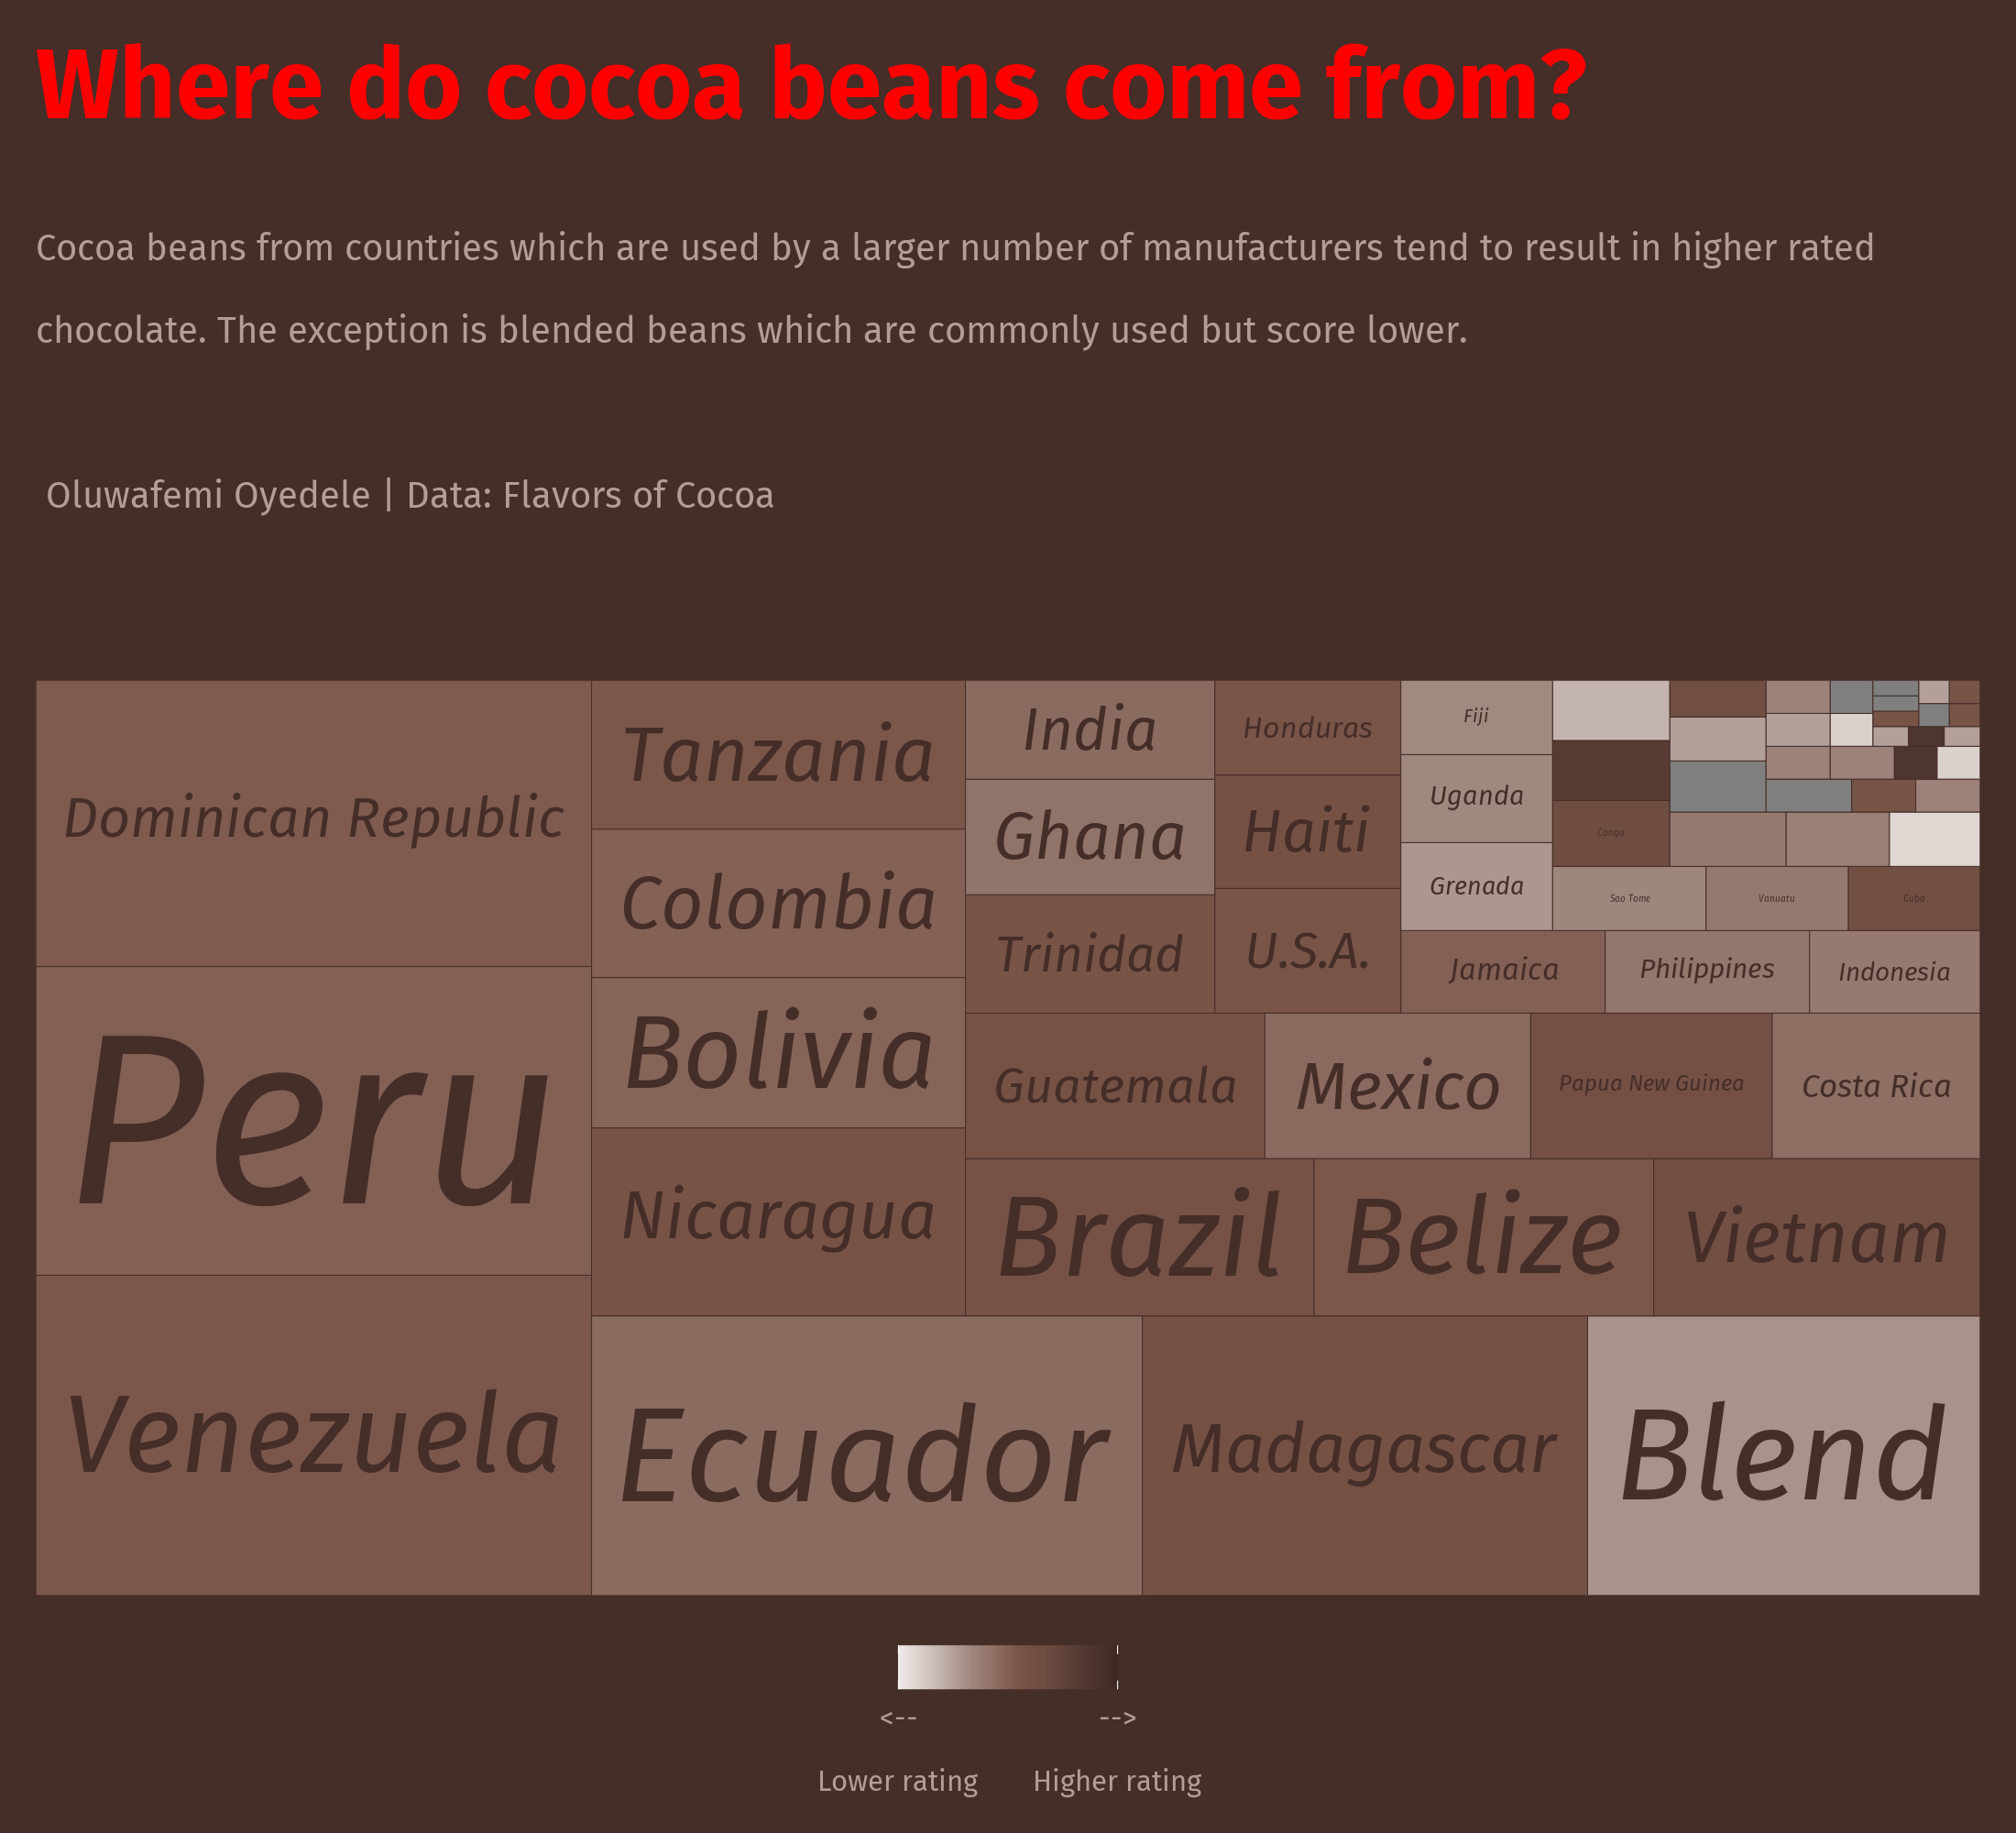 Where do cocoa beans come from?
Cocoa beans from countries which are used by a larger number of manufacturers tend to result in higher rated
chocolate. The exception is blended beans which are commonly used but score lower.
Oluwafemi Oyedele | Data: Flavors of Cocoa
Dominican Republic
Peru
Venezuela
Tanzania
Colombia
Bolivia
Nicaragua
India
Ghana
Trinidad
Honduras
Haiti
U.S.A.
Fiji
Uganda
Grenada
Congo
Sao Tome
Vanuatu
Cuba
Jamaica
Philippines
Indonesia
Guatemala
Mexico
Papua New Guinea
Costa Rica
Brazil
Belize
Vietnam
Ecuador
Madagascar
Blend
<--
-->
Lower rating
Higher rating